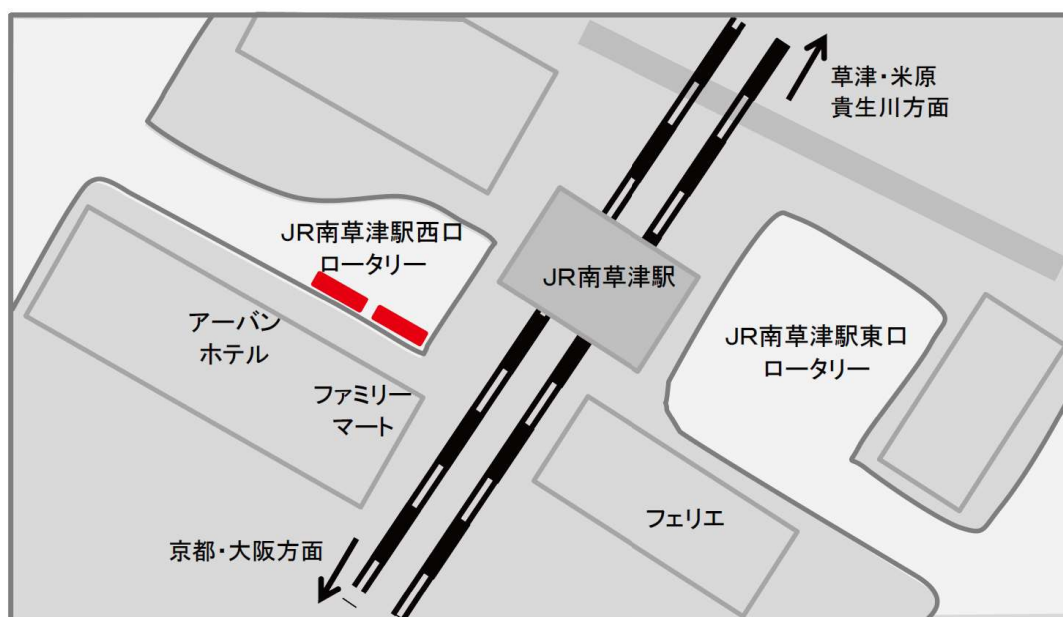 草津・米原
貴生川方面
JR南草津駅西口
ロータリー
JR南草津駅
アーバン
ホテル
JR南草津駅東口
ロータリー
ファミリー
マート
フェリエ
京都・大阪方面